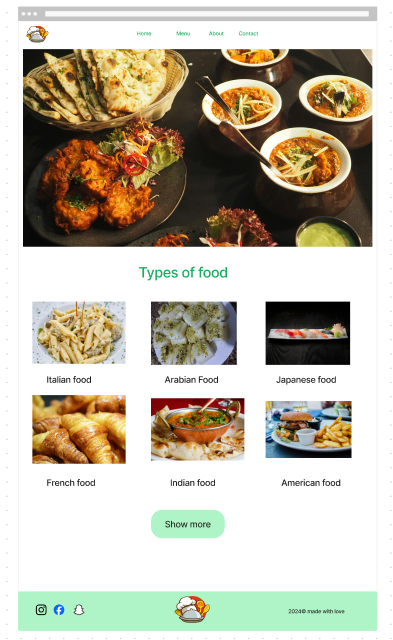 Home Menu About Contact
Types of food
Italian food Arabian Food Japanese food
French food Indian food American food
Show more
2024© made with love